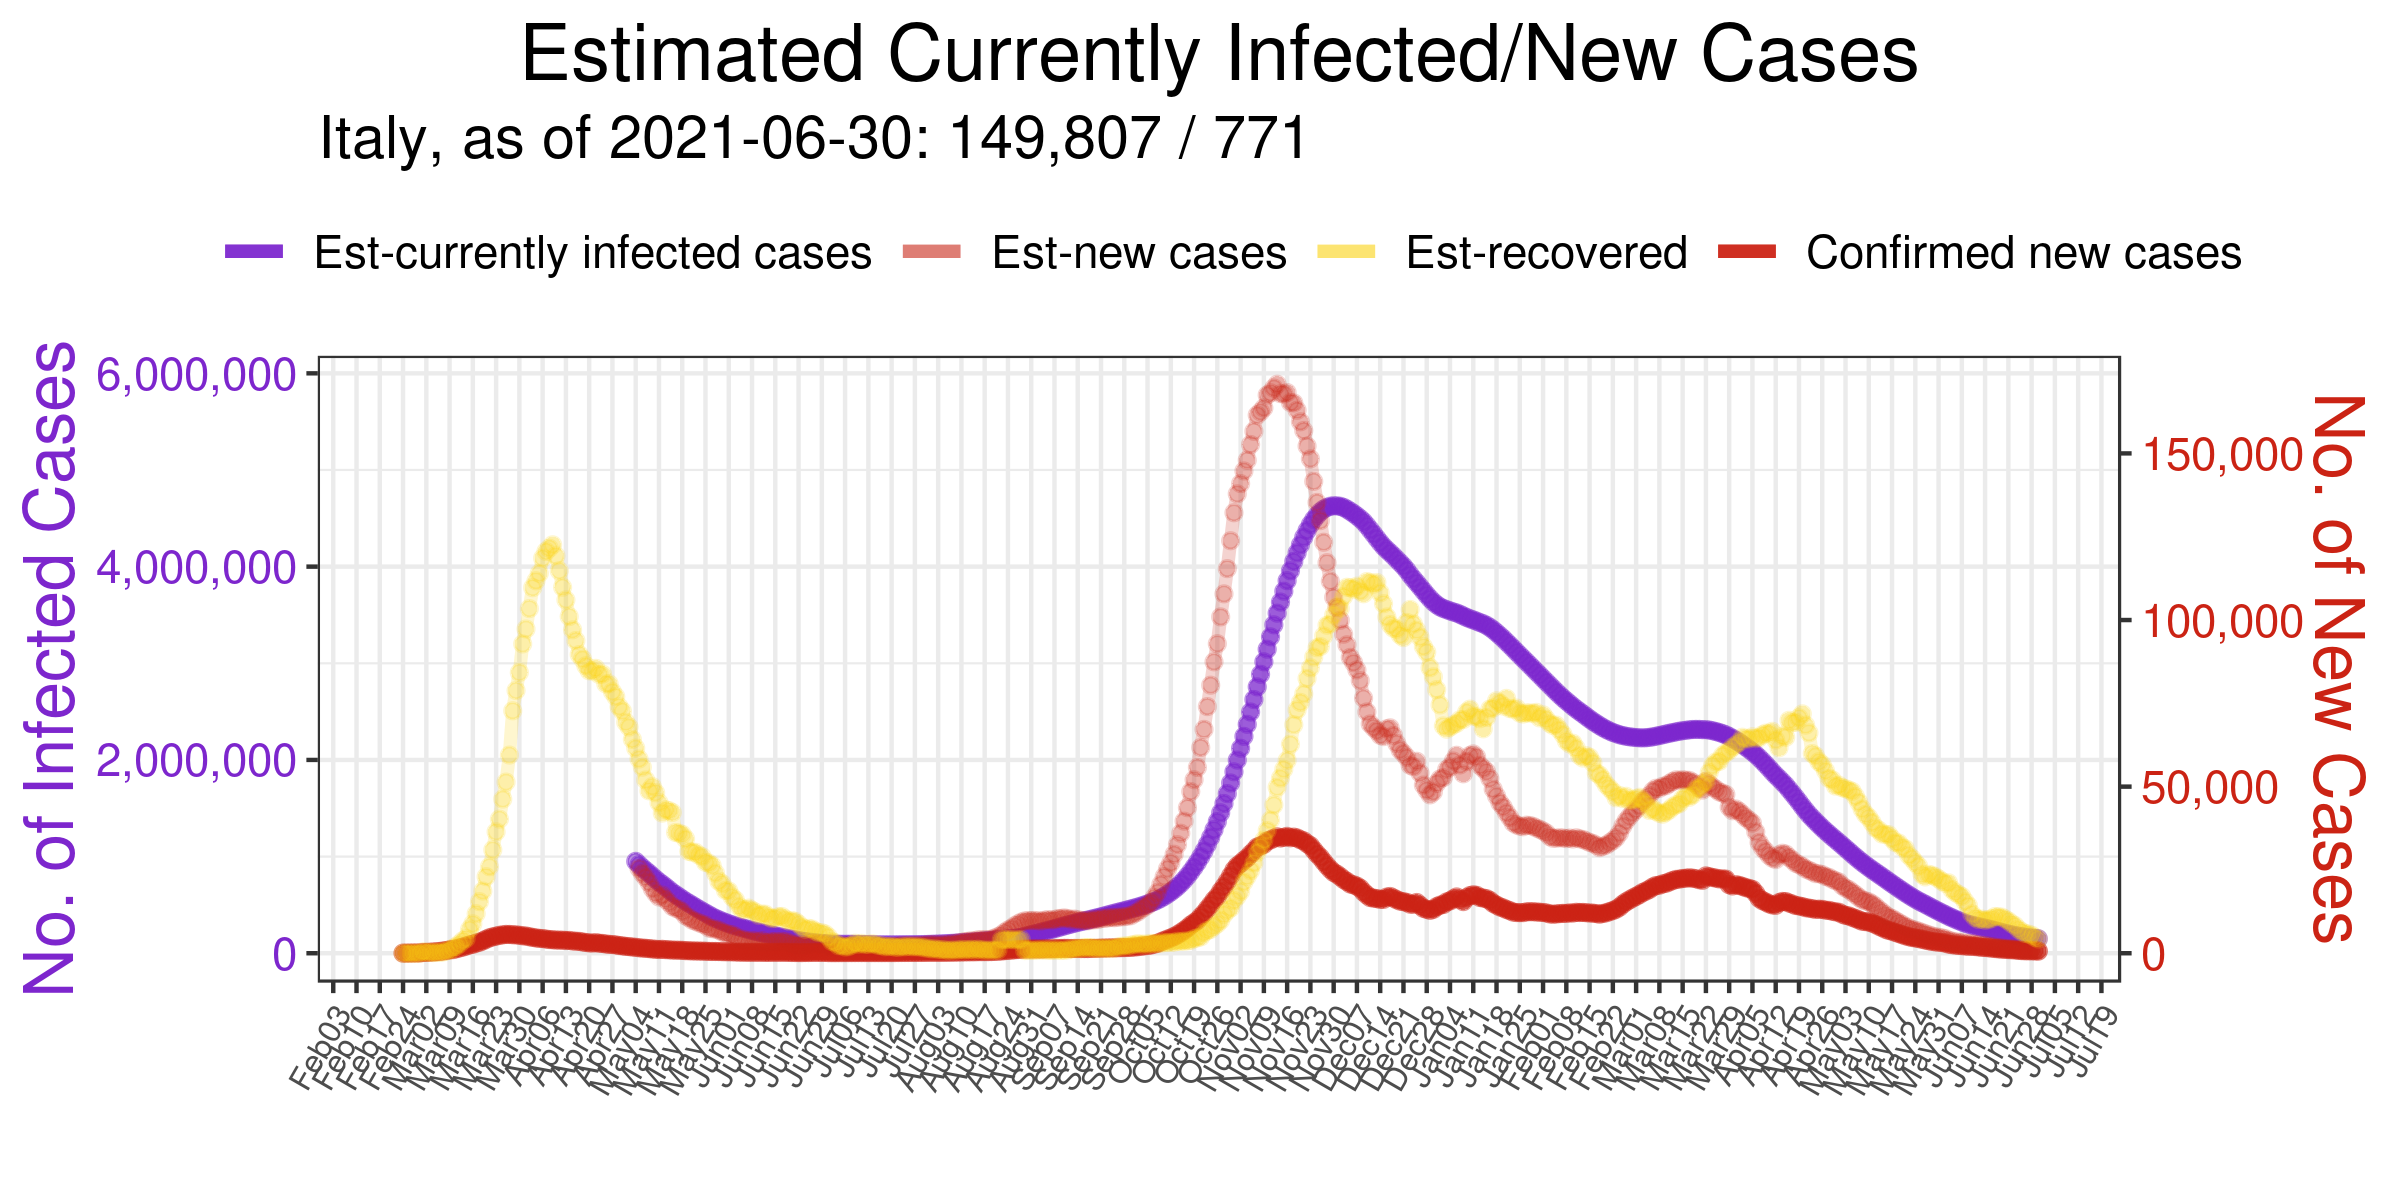 Estimated Currently Infected/New Cases
Italy, as of 2021-06-30: 149,807 / 771
Est-currently infected cases Est-new cases Est-recovered Confirmed new cases
No. of Infected Cases
6,000,000
4,000,000
2,000,000
0
150,000
100,000
50,000
0
No. of New Cases
Feb03
Feb10
Feb17
Feb24
Mar02
Mar09
Mar16
Mar23
Mar30
Apr06
Apr13
Apr20
Apr27
May04
May11
May18
May25
Jun01
Jun08
Jun15
Jun22
Jun29
Jul06
Jul13
Jul20
Jul27
Aug03
Aug10
Aug17
Aug24
Aug31
Sep07
Sep14
Sep21
Sep28
Oct05
Oct12
Oct19
Oct26
Nov02
Nov09
Nov16
Nov23
Nov30
Dec07
Dec14
Dec21
Dec28
Jan04
Jan11
Jan18
Jan25
Feb01
Feb08
Feb15
Feb22
Mar01
Mar08
Mar15
Mar22
Mar29
Apr05
Apr12
Apr19
Apr26
May03
May10
May17
May24
May31
Jun07
Jun14
Jun21
Jun28
Jul05
Jul12
Jul19